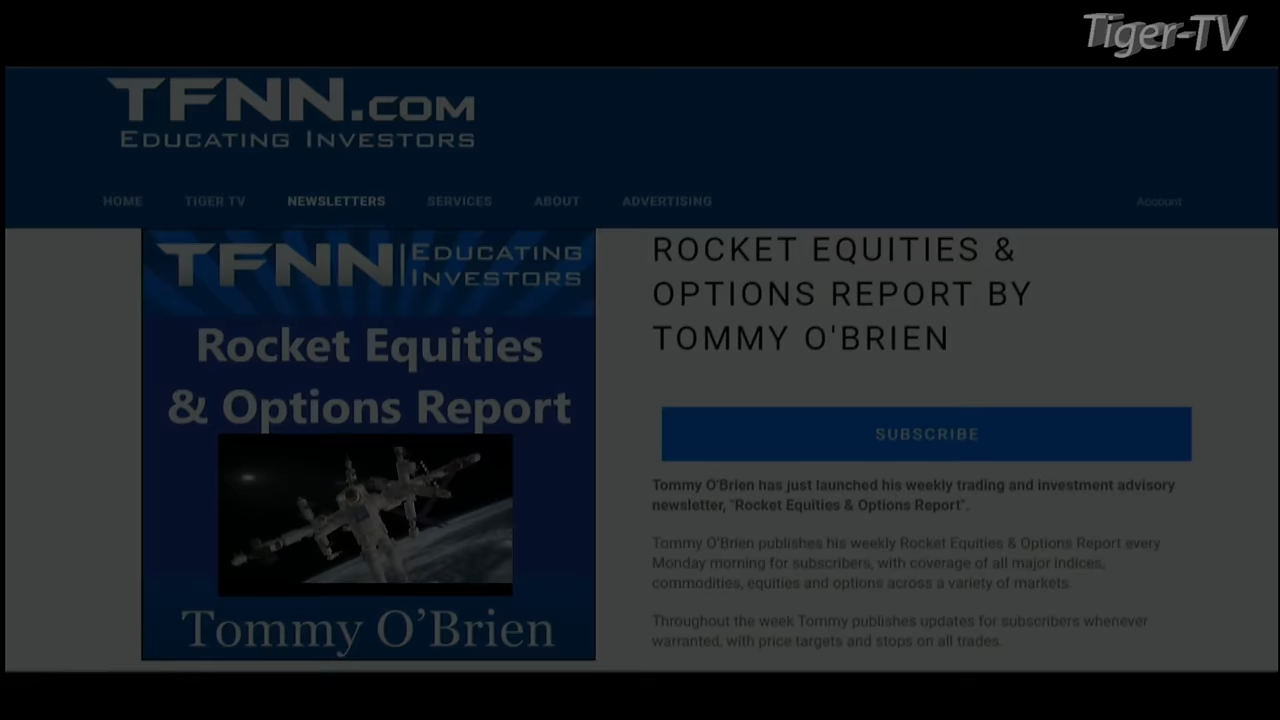 Tiger-TV
TFNN.COM
EDUCATING INVESTORS
HOME TIGER TV NEWSLETTERS SERVICES ABOUT ADVERTISING Account
TFNN EDUCATING
INVESTORS
Rocket Equities
& Options Report
Tommy O'Brien
ROCKET EQUITIES &
OPTIONS REPORT BY
TOMMY O'BRIEN
SUBSCRIBE
Tommy O'Brien has just launched his weekly trading and investment advisory
newsletter, "Rocket Equities & Options Report".
Tommy O'Brien publishes his weekly Rocket Equities & Options Report every
Monday morning for subscribers, with coverage of all major indices,
commodities, equities and options across a variety of markets.
Throughout the week Tommy publishes updates for subscribers whenever
warranted, with price targets and stops on all trades.